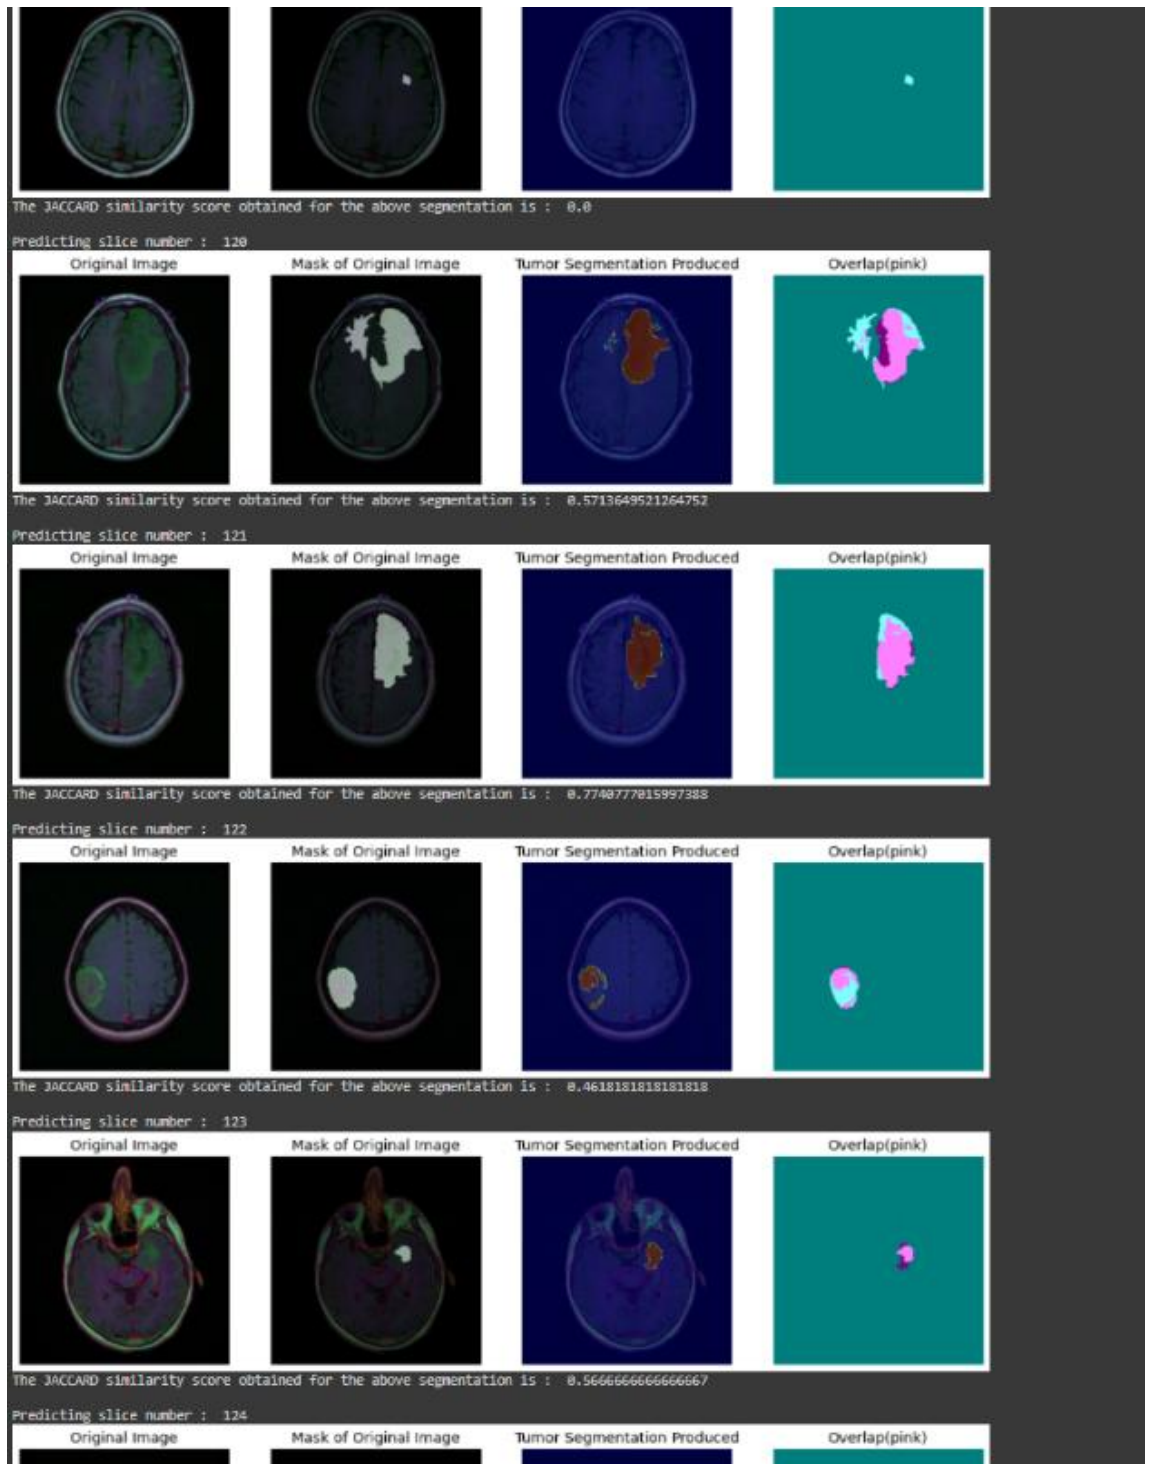 The JACCARD similarity score obtained for the above segmentation is : 0.0
Predicting slice number : 120
Original Image Mask of Original Image Tumor Segmentation Produced Overlap(pink)
The JACCARD similarity score obtained for the above segmentation is : 0.5713649521264752
Predicting slice number : 121
Original Image Mask of Original Image Tumor Segmentation Produced Overlap(pink)
The JACCARD similarity score obtained for the above segmentation is : 0.7740777015997388
Predicting slice number : 122
Original Image Mask of Original Image Tumor Segmentation Produced Overlap(pink)
The JACCARD similarity score obtained for the above segmentation is : 0.4618181818181818
Predicting slice number : 123
Original Image Mask of Original Image Tumor Segmentation Produced Overlap(pink)
The JACCARD similarity score obtained for the above segmentation is : 0.5666666666666667
Predicting slice number : 124
Original Image Mask of Original Image Tumor Segmentation Produced Overlap(pink)